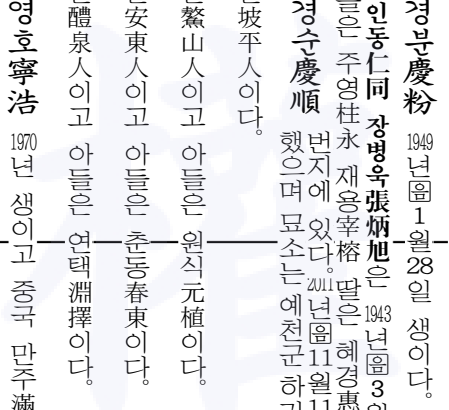 경분慶粉 1949년음1월28일 생이다.
인동仁同 장병욱張炳旭은 1943년음3월
들은 주영柱永 재용宰榕 딸은 혜경惠
경순慶順
번지에 있다. 2011년음11월11
했으며 묘소는 예천군 하
坡平人이다.
鰲山人이고 아들은 원식元植이다.
安東人이고 아들은 춘동春東이다.
醴泉人이고 아들은 연택淵擇이다.
영호寧浩 1970년 생이고 중국 만주滿